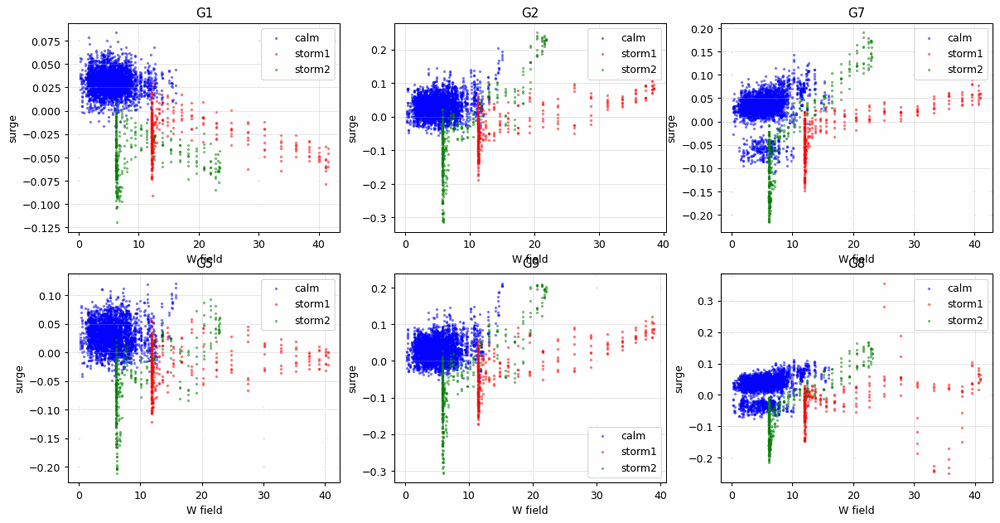 G1
G2
G7
surge
0.075
0.050
0.025
0.000
−0.025
−0.050
−0.075
−0.100
−0.125
calm
storm1
storm2
0 10 20 30 40
W field
surge
0.2
0.1
0.0
−0.1
−0.2
−0.3
calm
storm1
storm2
0 10 20 30 40
W field
surge
0.20
0.15
0.10
0.05
0.00
−0.05
−0.10
−0.15
−0.20
calm
storm1
storm2
0 10 20 30 40
W field
G5
G9
G8
surge
0.10
0.05
0.00
−0.05
−0.10
−0.15
−0.20
calm
storm1
storm2
0 10 20 30 40
W field
surge
0.2
0.1
0.0
−0.1
−0.2
−0.3
calm
storm1
storm2
0 10 20 30 40
W field
surge
0.3
0.2
0.1
0.0
−0.1
−0.2
calm
storm1
storm2
0 10 20 30 40
W field